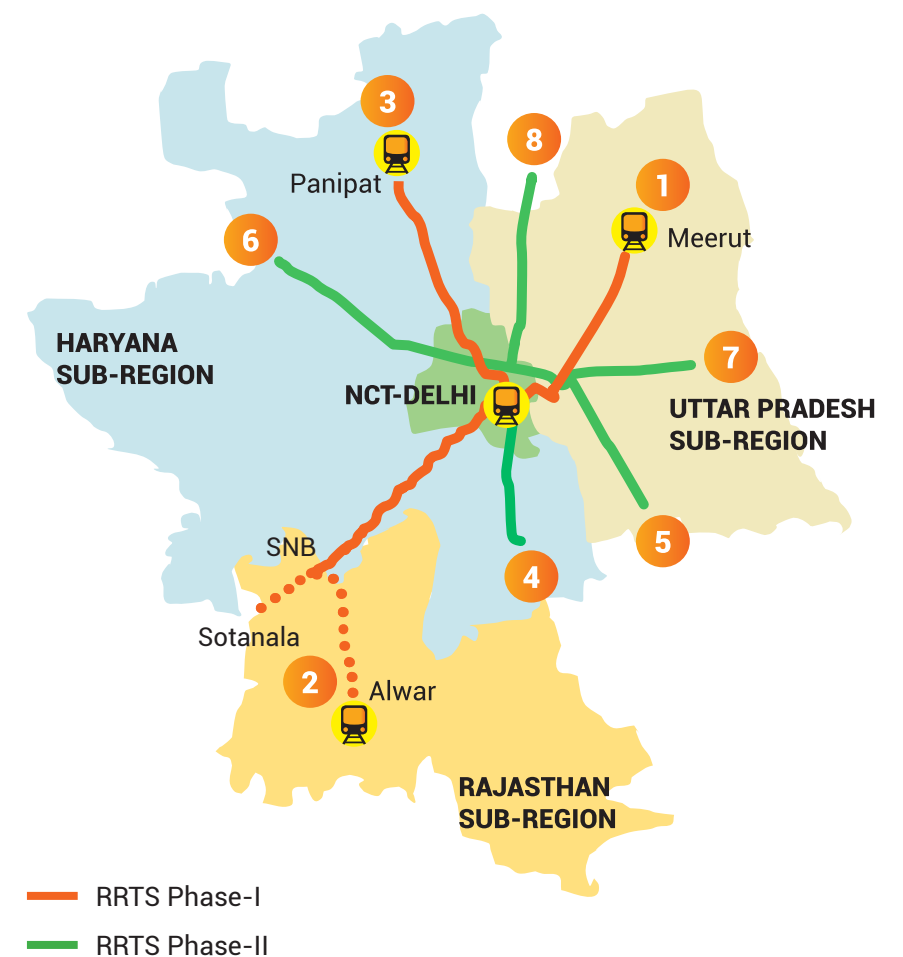 3
8
Panipat
1
6
Meerut
HARYANA
SUB-REGION
7
NCT-DELHI
UTTAR PRADESH
SUB-REGION
SNB
5
4
Sotanala
2
Alwar
RAJASTHAN
SUB-REGION
RRTS Phase-I
RRTS Phase-II